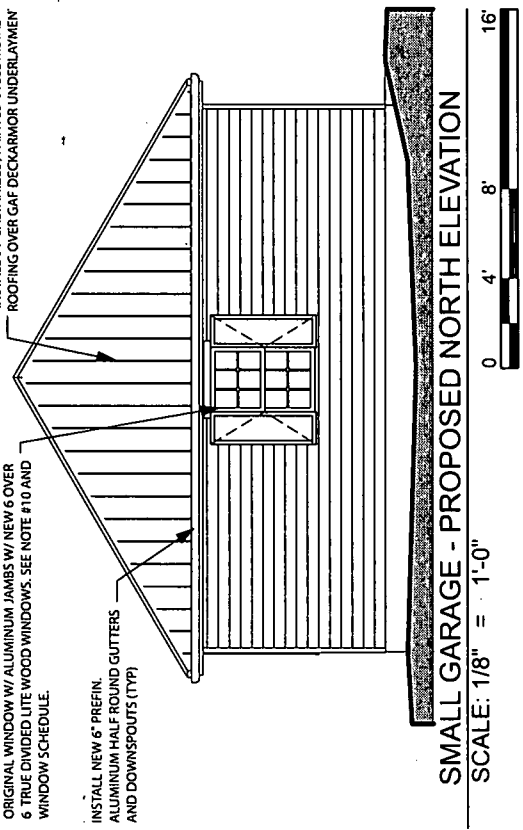 ORIGINAL WINDOW W/ ALUMINUM JAMBS W/ NEW 6 OVER
6 TRUE DIVIDED LITE WOOD WINDOWS. SEE NOTE #10 AND
WINDOW SCHEDULE.
INSTALL NEW 6" PREFIN.
ALUMINUM HALF ROUND GUTTERS
AND DOWNSPOUTS (TYP)
ROOFING OVER GAF DECKARMOR UNDERLAYMENT
SMALL GARAGE - PROPOSED NORTH ELEVATION
SCALE: 1/8" = 1'-0"
0 4' 8' 16'